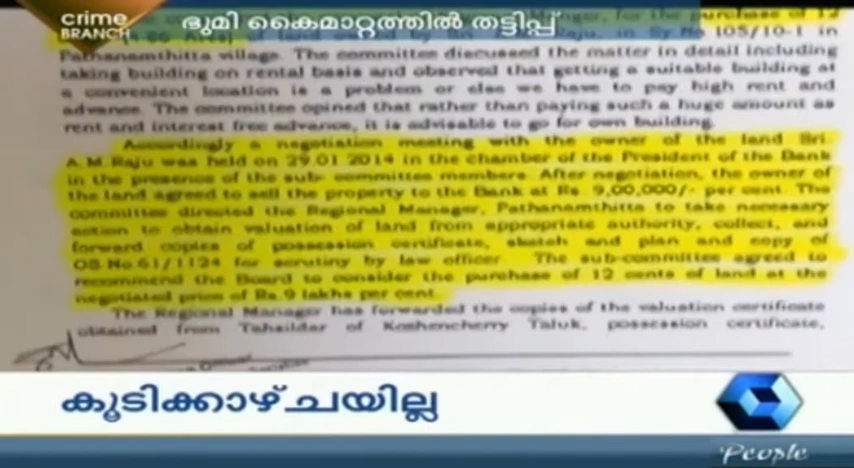 crime
BRANCH
ഭൂമി കൈമാറ്റത്തിൽ തട്ടിപ്പ്
for the purchase of 12
of land owned by Sri. Raju, in Sy.No.105/10-1 in
Pathanamthitta village. The committee discussed the matter in detail including
taking building on rental basis and observed that getting a suitable building at
a convenient location is a problem or else we have to pay high rent and
advance. The committee opined that rather than paying such a huge amount as
rent and interest free advance, it is advisable to go for own building.
Accordingly a negotiation meeting with the owner of the land Sri.
A.M.Raju was held on 29.01.2014 in the chamber of the President of the Bank
in the presence of the sub-committee members. After negotiation, the owner of
the land agreed to sell the property to the Bank at Rs. 9,00,000/- per cent. The
committee directed the Regional Manager, Pathanamthitta to take necessary
action to obtain valuation of land from appropriate authority, collect, and
forward copies of possession certificate, sketch and plan and copy of
OS.No.61/1124 for scrutiny by law officer. The sub-committee agreed to
recommend the Board to consider the purchase of 12 cents of land at the
negotiated price of Rs.9 lakhs per cent.
The Regional Manager has forwarded the copies of the valuation certificate
obtained from Tahsildar of Kozhencherry Taluk, possession certificate,
കൂടിക്കാഴ്ചയില്ല
People